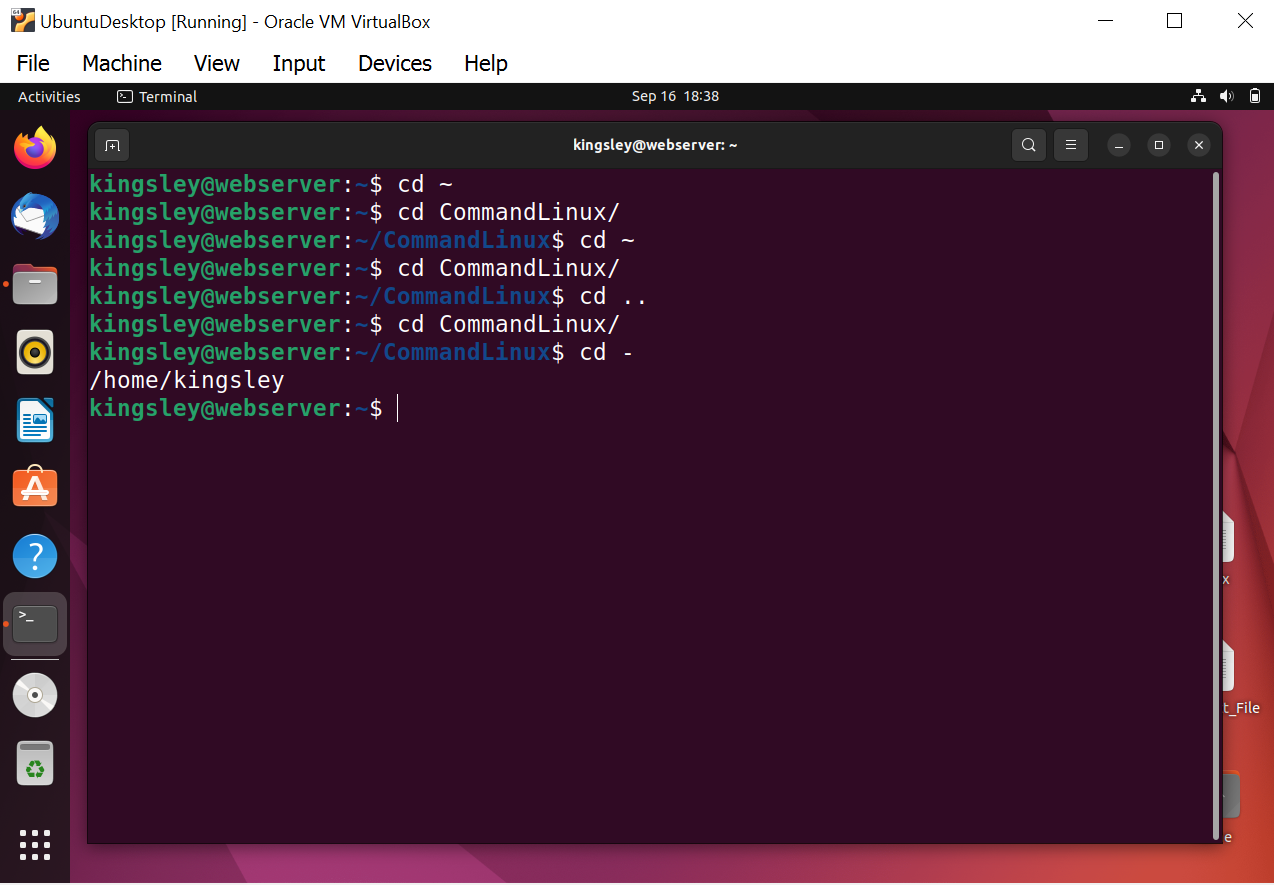 UbuntuDesktop [Running] - Oracle VM VirtualBox
File Machine View Input Devices Help
Activities Terminal Sep 16 18:38
kingsley@webserver: ~
kingsley@webserver:~$ cd ~
kingsley@webserver:~$ cd CommandLinux/
kingsley@webserver:~/CommandLinux$ cd ~
kingsley@webserver:~$ cd CommandLinux/
kingsley@webserver:~/CommandLinux$ cd ..
kingsley@webserver:~$ cd CommandLinux/
kingsley@webserver:~/CommandLinux$ cd -
/home/kingsley
kingsley@webserver:~$
x
t_File
e